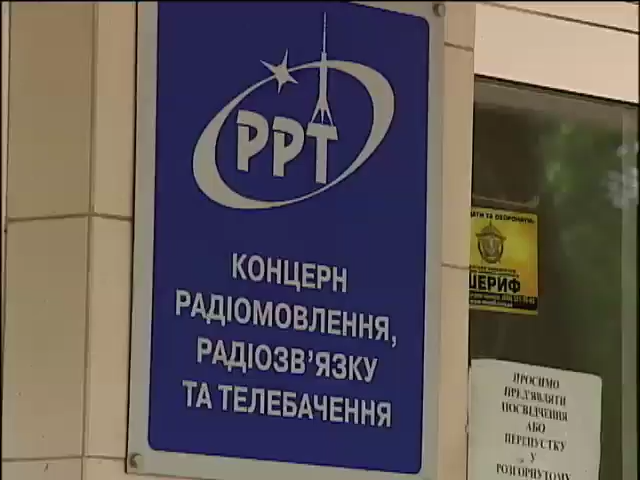 РРТ
КОНЦЕРН
РАДІОМОВЛЕННЯ,
РАДІОЗВ'ЯЗКУ
ТА ТЕЛЕБАЧЕННЯ
ШЕРИФ
ПРОСИМО
ПРЕД'ЯВЛЯТИ
ПОСВІДЧЕННЯ
АБО
ПЕРЕПУСТКУ
У
РОЗГОРНУТОМУ